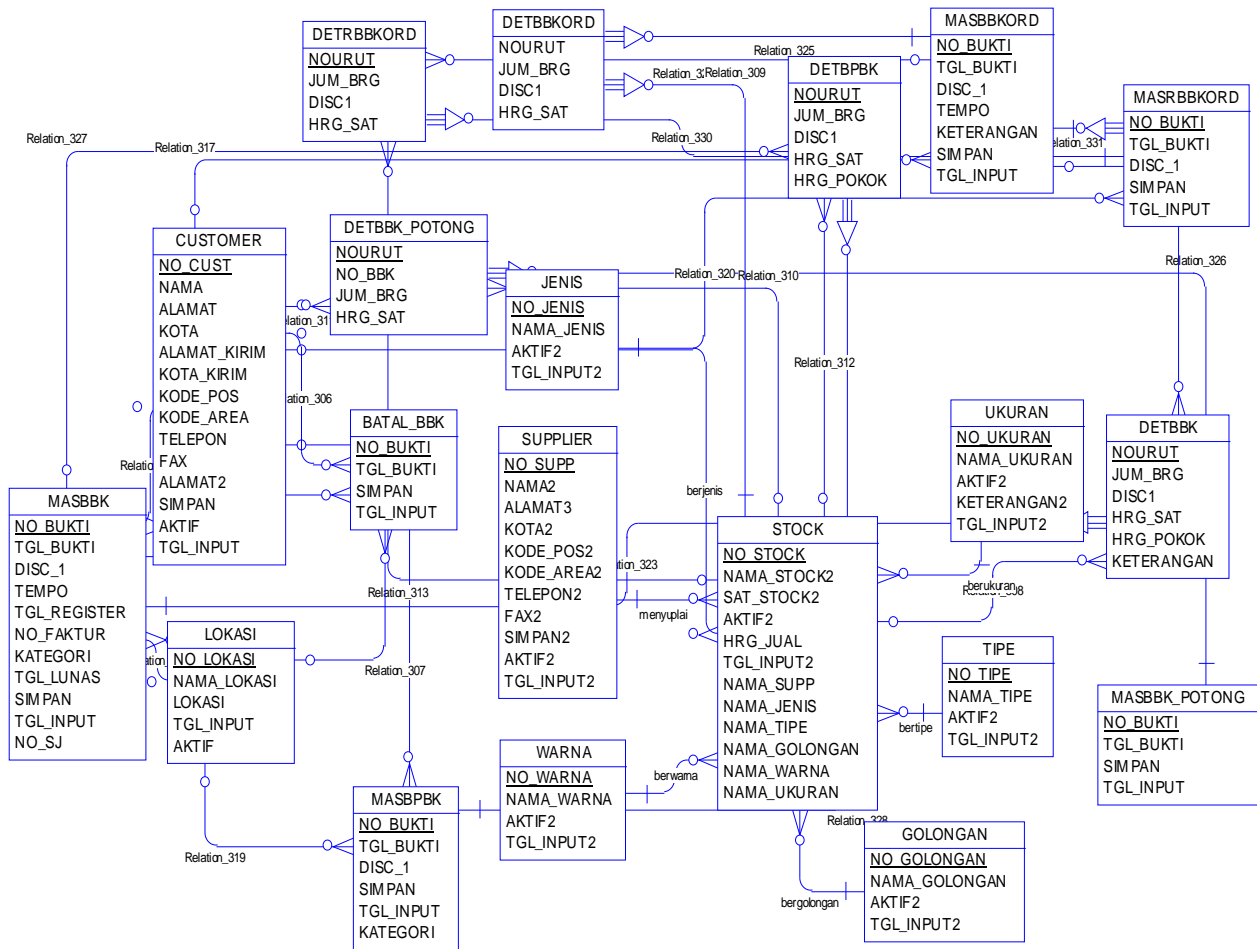 DETRBBKORD
NOURUT
JUM_BRG
DISC1
HRG_SAT
DETBBKORD
NOURUT
JUM_BRG
DISC1
HRG_SAT
MASBBKORD
NO_BUKTI
TGL_BUKTI
DISC_1
TEMPO
KETERANGAN
SIMPAN
TGL_INPUT
DETBPBK
NOURUT
JUM_BRG
DISC1
HRG_SAT
HRG_POKOK
MASRBBKORD
NO_BUKTI
TGL_BUKTI
DISC_1
SIMPAN
TGL_INPUT
Relation_325
Relation_309
Relation_327
Relation_317
Relation_330
CUSTOMER
NO_CUST
NAMA
ALAMAT
KOTA
ALAMAT_KIRIM
KOTA_KIRIM
KODE_POS
KODE_AREA
TELEPON
FAX
ALAMAT2
SIMPAN
AKTIF
TGL_INPUT
DETBBK_POTONG
NOURUT
NO_BBK
JUM_BRG
HRG_SAT
JENIS
NO_JENIS
NAMA_JENIS
AKTIF2
TGL_INPUT2
Relation_320
Relation_310
Relation_326
Relation_312
BATAL_BBK
NO_BUKTI
TGL_BUKTI
SIMPAN
TGL_INPUT
SUPPLIER
NO_SUPP
NAMA2
ALAMAT3
KOTA2
KODE_POS2
KODE_AREA2
TELEPON2
FAX2
SIMPAN2
AKTIF2
TGL_INPUT2
berjenis
UKURAN
NO_UKURAN
NAMA_UKURAN
AKTIF2
KETERANGAN2
TGL_INPUT2
DETBBK
NOURUT
JUM_BRG
DISC1
HRG_SAT
HRG_POKOK
KETERANGAN
MASBBK
NO_BUKTI
TGL_BUKTI
DISC_1
TEMPO
TGL_REGISTER
NO_FAKTUR
KATEGORI
TGL_LUNAS
SIMPAN
TGL_INPUT
NO_SJ
STOCK
NO_STOCK
NAMA_STOCK2
SAT_STOCK2
AKTIF2
HRG_JUAL
TGL_INPUT2
NAMA_SUPP
NAMA_JENIS
NAMA_TIPE
NAMA_GOLONGAN
NAMA_WARNA
NAMA_UKURAN
berukuran
Relation_313
menyuplai
LOKASI
NO_LOKASI
NAMA_LOKASI
LOKASI
TGL_INPUT
AKTIF
Relation_307
TIPE
NO_TIPE
NAMA_TIPE
AKTIF2
TGL_INPUT2
bertipe
MASBBK_POTONG
NO_BUKTI
TGL_BUKTI
SIMPAN
TGL_INPUT
WARNA
NO_WARNA
NAMA_WARNA
AKTIF2
TGL_INPUT2
berwarna
MASBPBK
NO_BUKTI
TGL_BUKTI
DISC_1
SIMPAN
TGL_INPUT
KATEGORI
Relation_319
Relation_328
GOLONGAN
NO_GOLONGAN
NAMA_GOLONGAN
AKTIF2
TGL_INPUT2
bergolongan